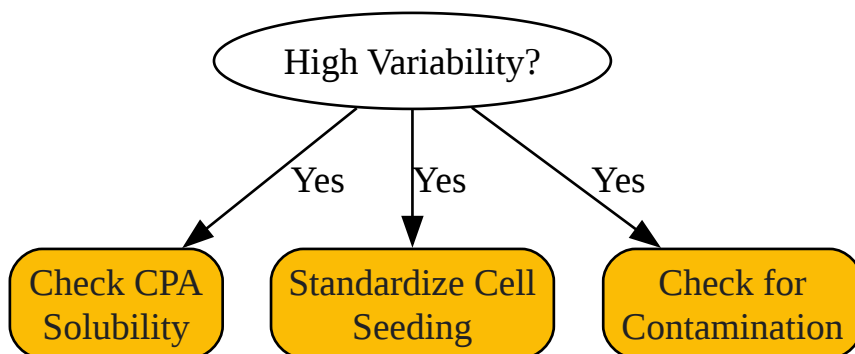 High Variability?
Yes
Yes
Yes
Check CPA
Solubility
Standardize Cell
Seeding
Check for
Contamination